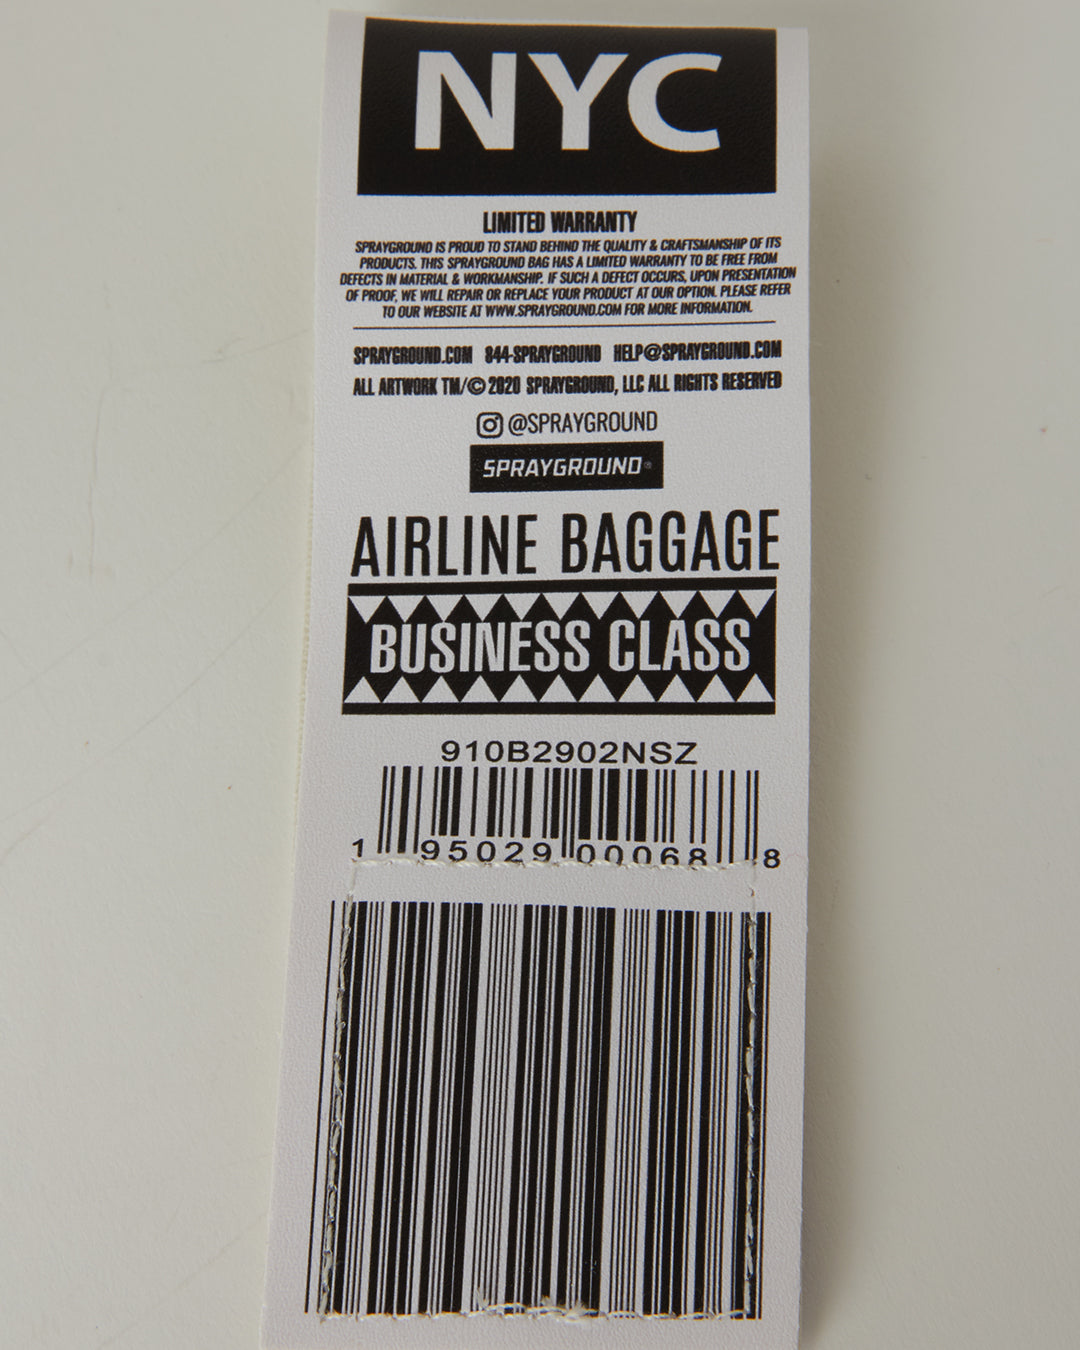 NYC
LIMITED WARRANTY
SPRAYGROUND IS PROUD TO STAND BEHIND THE QUALITY & CRAFTSMANSHIP OF ITS
PRODUCTS. THIS SPRAYGROUND BAG HAS A LIMITED WARRANTY TO BE FREE FROM
DEFECTS IN MATERIAL & WORKMANSHIP. IF SUCH A DEFECT OCCURS, UPON PRESENTATION
OF PROOF, WE WILL REPAIR OR REPLACE YOUR PRODUCT AT OUR OPTION. PLEASE REFER
TO OUR WEBSITE AT WWW.SPRAYGROUND.COM FOR MORE INFORMATION.
SPRAYGROUND.COM 844-SPRAYGROUND HELP@SPRAYGROUND.COM
ALL ARTWORK TM/© 2020 SPRAYGROUND, LLC ALL RIGHTS RESERVED
@SPRAYGROUND
SPRAYGROUND®
AIRLINE BAGGAGE
BUSINESS CLASS
910B2902NSZ
1 95029 00068 8